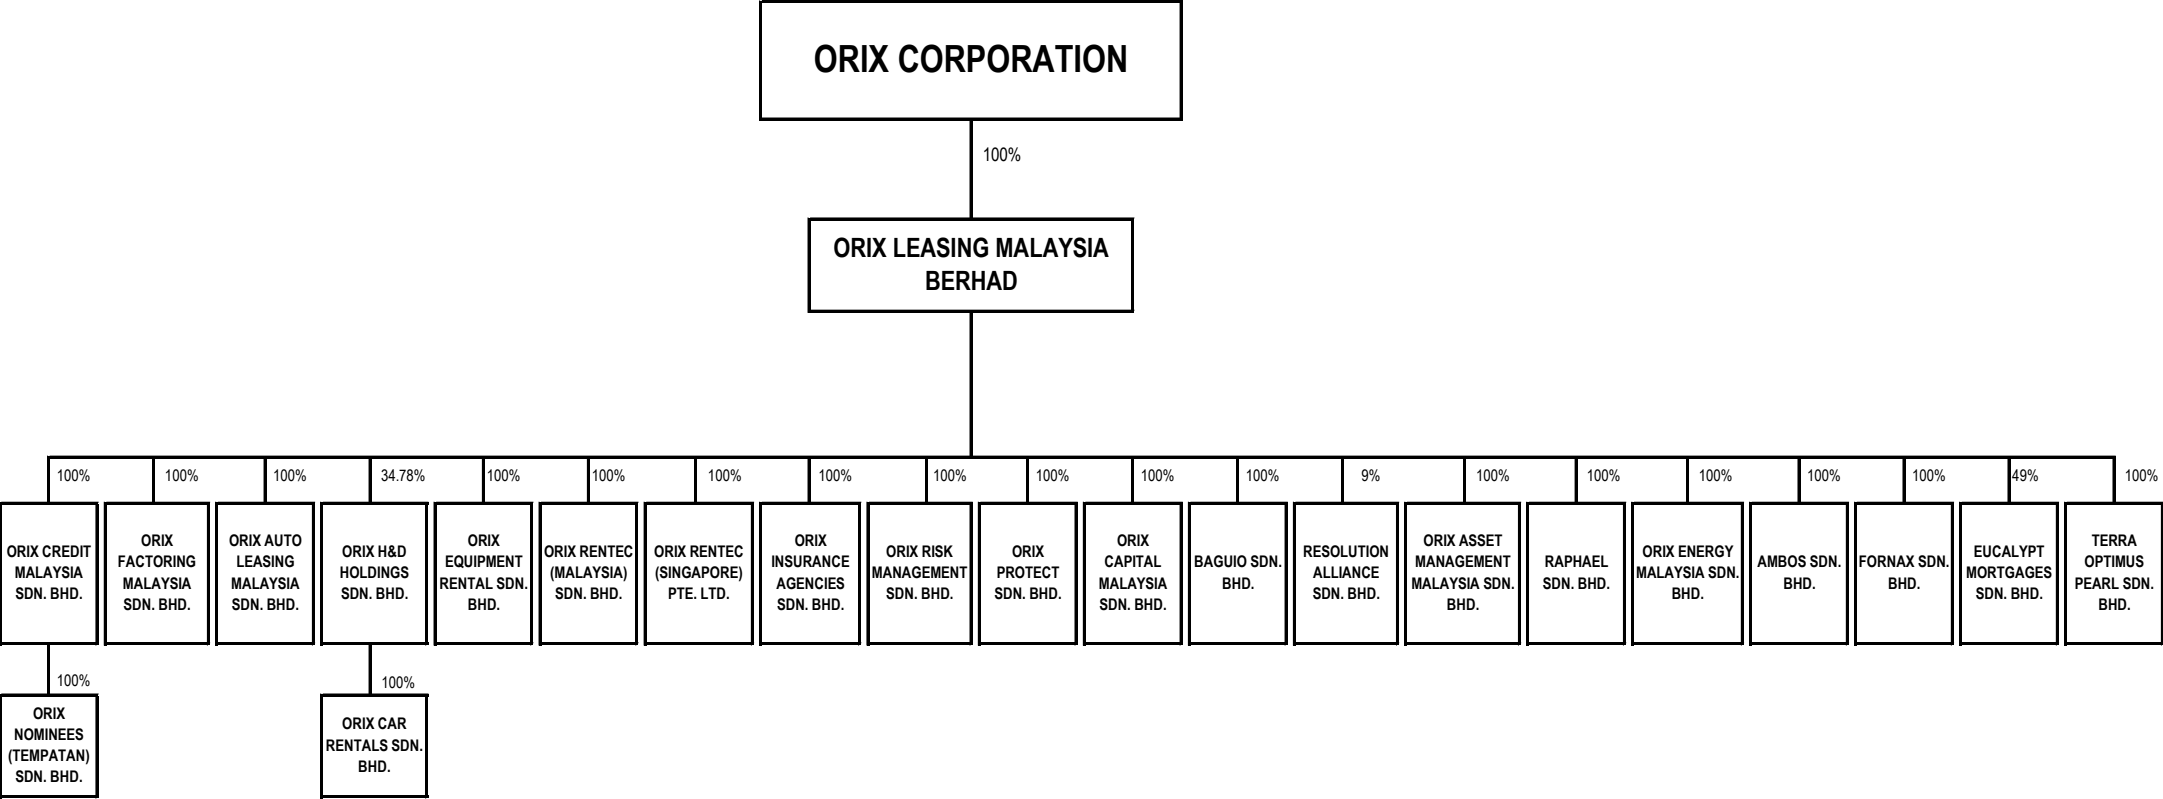 ORIX CORPORATION
100%
ORIX LEASING MALAYSIA
BERHAD
100%
100%
100%
34.78%
100%
100%
100%
100%
100%
100%
100%
100%
9%
100%
100%
100%
100%
100%
49%
100%
ORIX CREDIT
MALAYSIA
SDN. BHD.
ORIX
FACTORING
MALAYSIA
SDN. BHD.
ORIX AUTO
LEASING
MALAYSIA
SDN. BHD.
ORIX H&D
HOLDINGS
SDN. BHD.
ORIX
EQUIPMENT
RENTAL SDN.
BHD.
ORIX RENTEC
(MALAYSIA)
SDN. BHD.
ORIX RENTEC
(SINGAPORE)
PTE. LTD.
ORIX
INSURANCE
AGENCIES
SDN. BHD.
ORIX RISK
MANAGEMENT
SDN. BHD.
ORIX
PROTECT
SDN. BHD.
ORIX
CAPITAL
MALAYSIA
SDN. BHD.
BAGUIO SDN.
BHD.
RESOLUTION
ALLIANCE
SDN. BHD.
ORIX ASSET
MANAGEMENT
MALAYSIA SDN.
BHD.
RAPHAEL
SDN. BHD.
ORIX ENERGY
MALAYSIA SDN.
BHD.
AMBOS SDN.
BHD.
FORNAX SDN.
BHD.
EUCALYPT
MORTGAGES
SDN. BHD.
TERRA
OPTIMUS
PEARL SDN.
BHD.
100%
100%
ORIX
NOMINEES
(TEMPATAN)
SDN. BHD.
ORIX CAR
RENTALS SDN.
BHD.